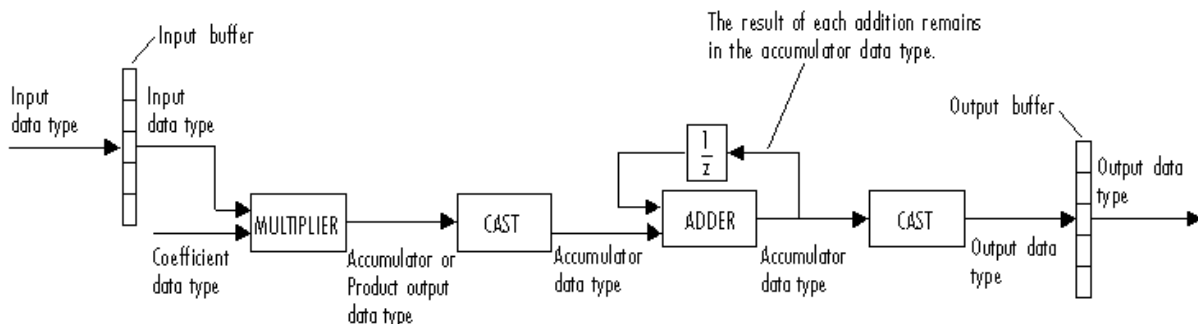 Input buffer
The result of each addition remains
in the accumulator data type.
Input
data type
Input
data type
Output buffer
1
z
Output data
type
MULTIPLIER
CAST
ADDER
CAST
Coefficient
data type
Accumulator or
Product output
data type
Accumulator
data type
Accumulator
data type
Output data
type